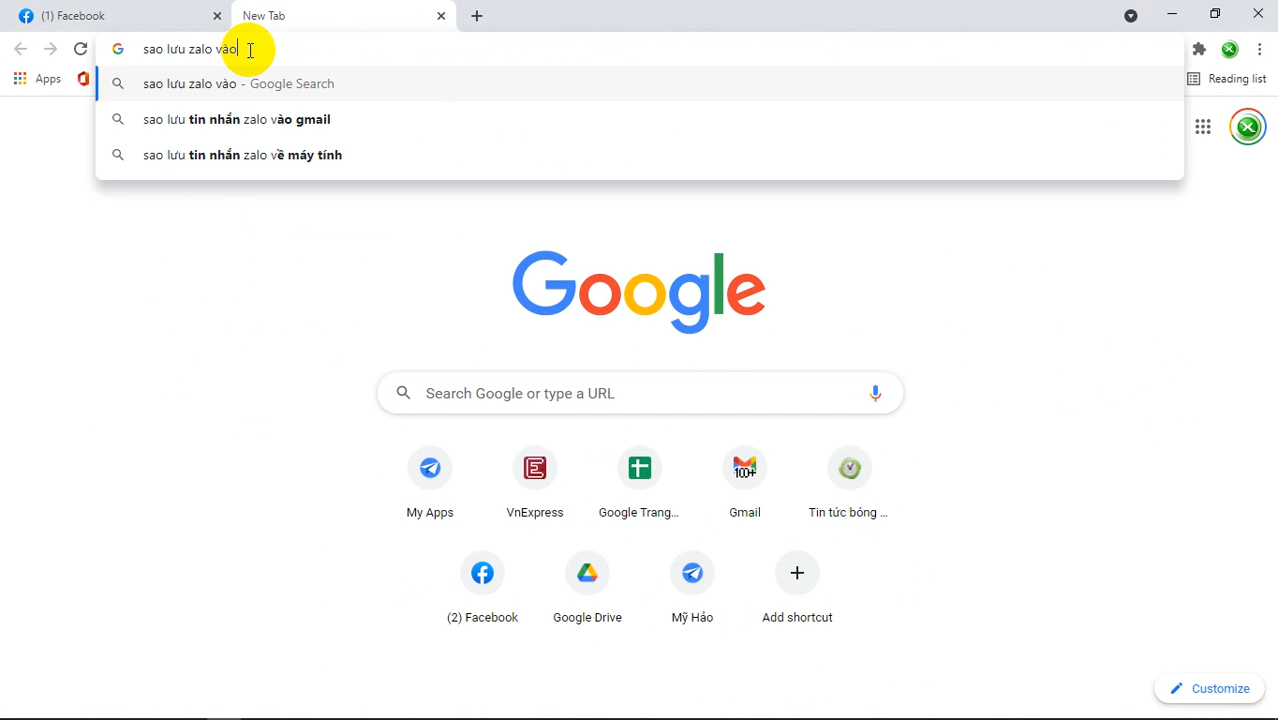 (1) Facebook
New Tab
sao lưu zalo vào
Apps
Reading list
sao lưu zalo vào - Google Search
sao lưu tin nhắn zalo vào gmail
sao lưu tin nhắn zalo về máy tính
Google
Search Google or type a URL
100+
My Apps
VnExpress
Google Trang...
Gmail
Tin tức bóng ...
(2) Facebook
Google Drive
Mỹ Hảo
Add shortcut
Customize